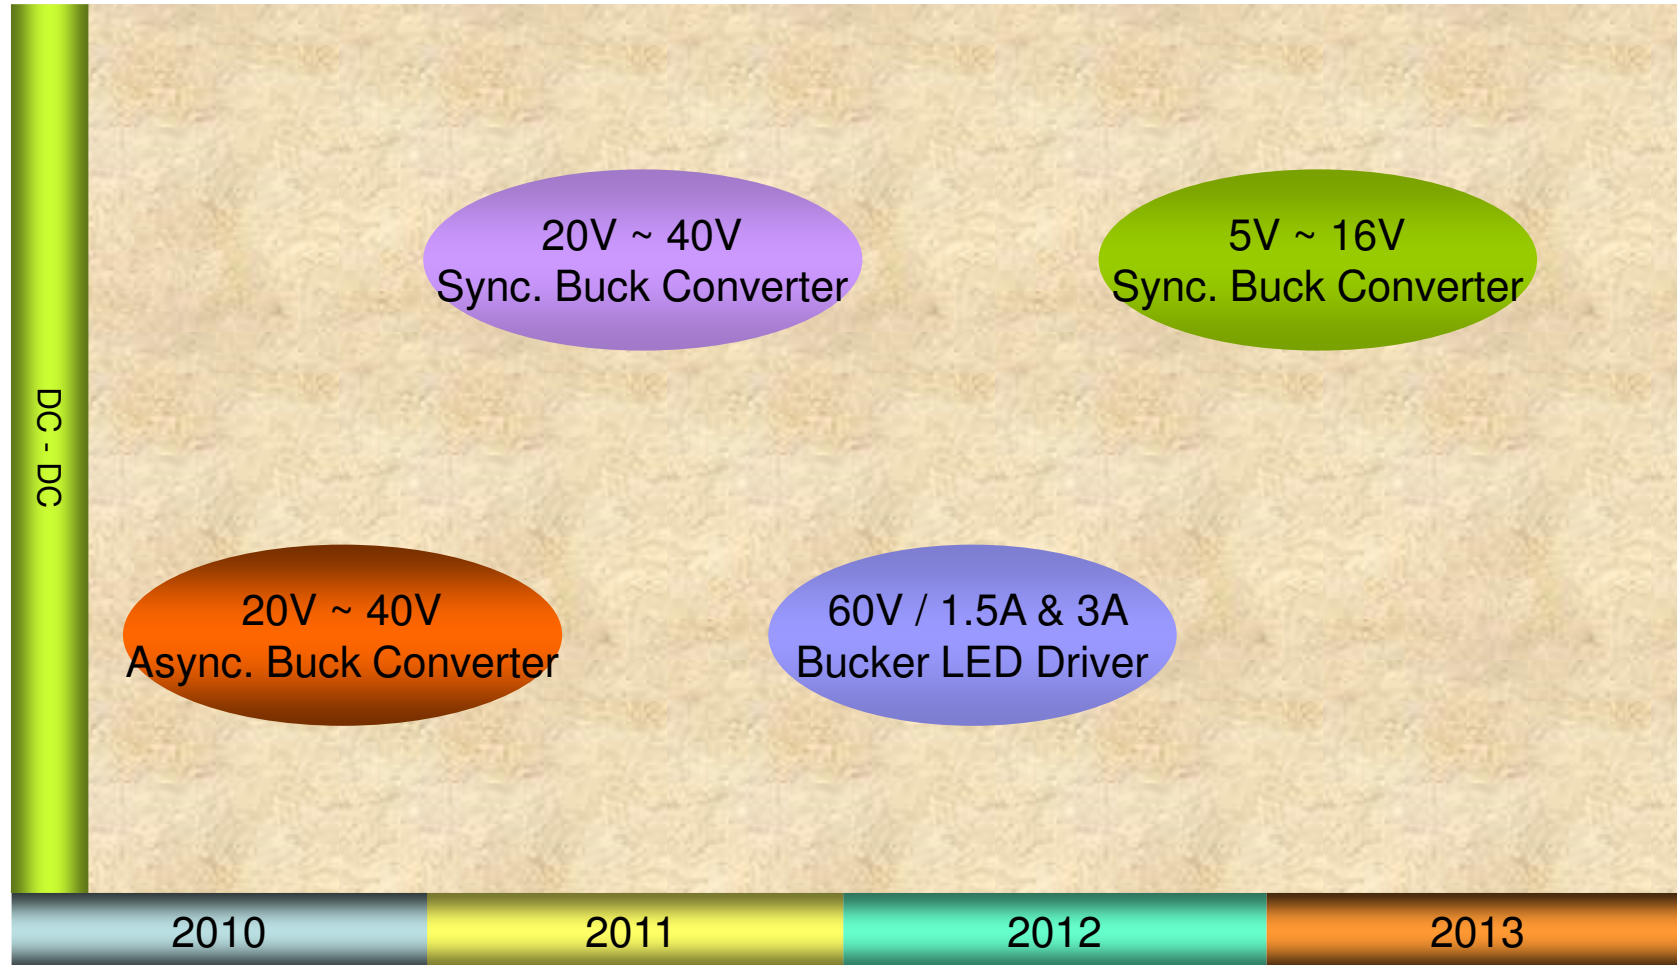 20V ~ 40V
Sync. Buck Converter
5V ~ 16V
Sync. Buck Converter
DC - DC
20V ~ 40V
Async. Buck Converter
60V / 1.5A & 3A
Bucker LED Driver
2010
2011
2012
2013